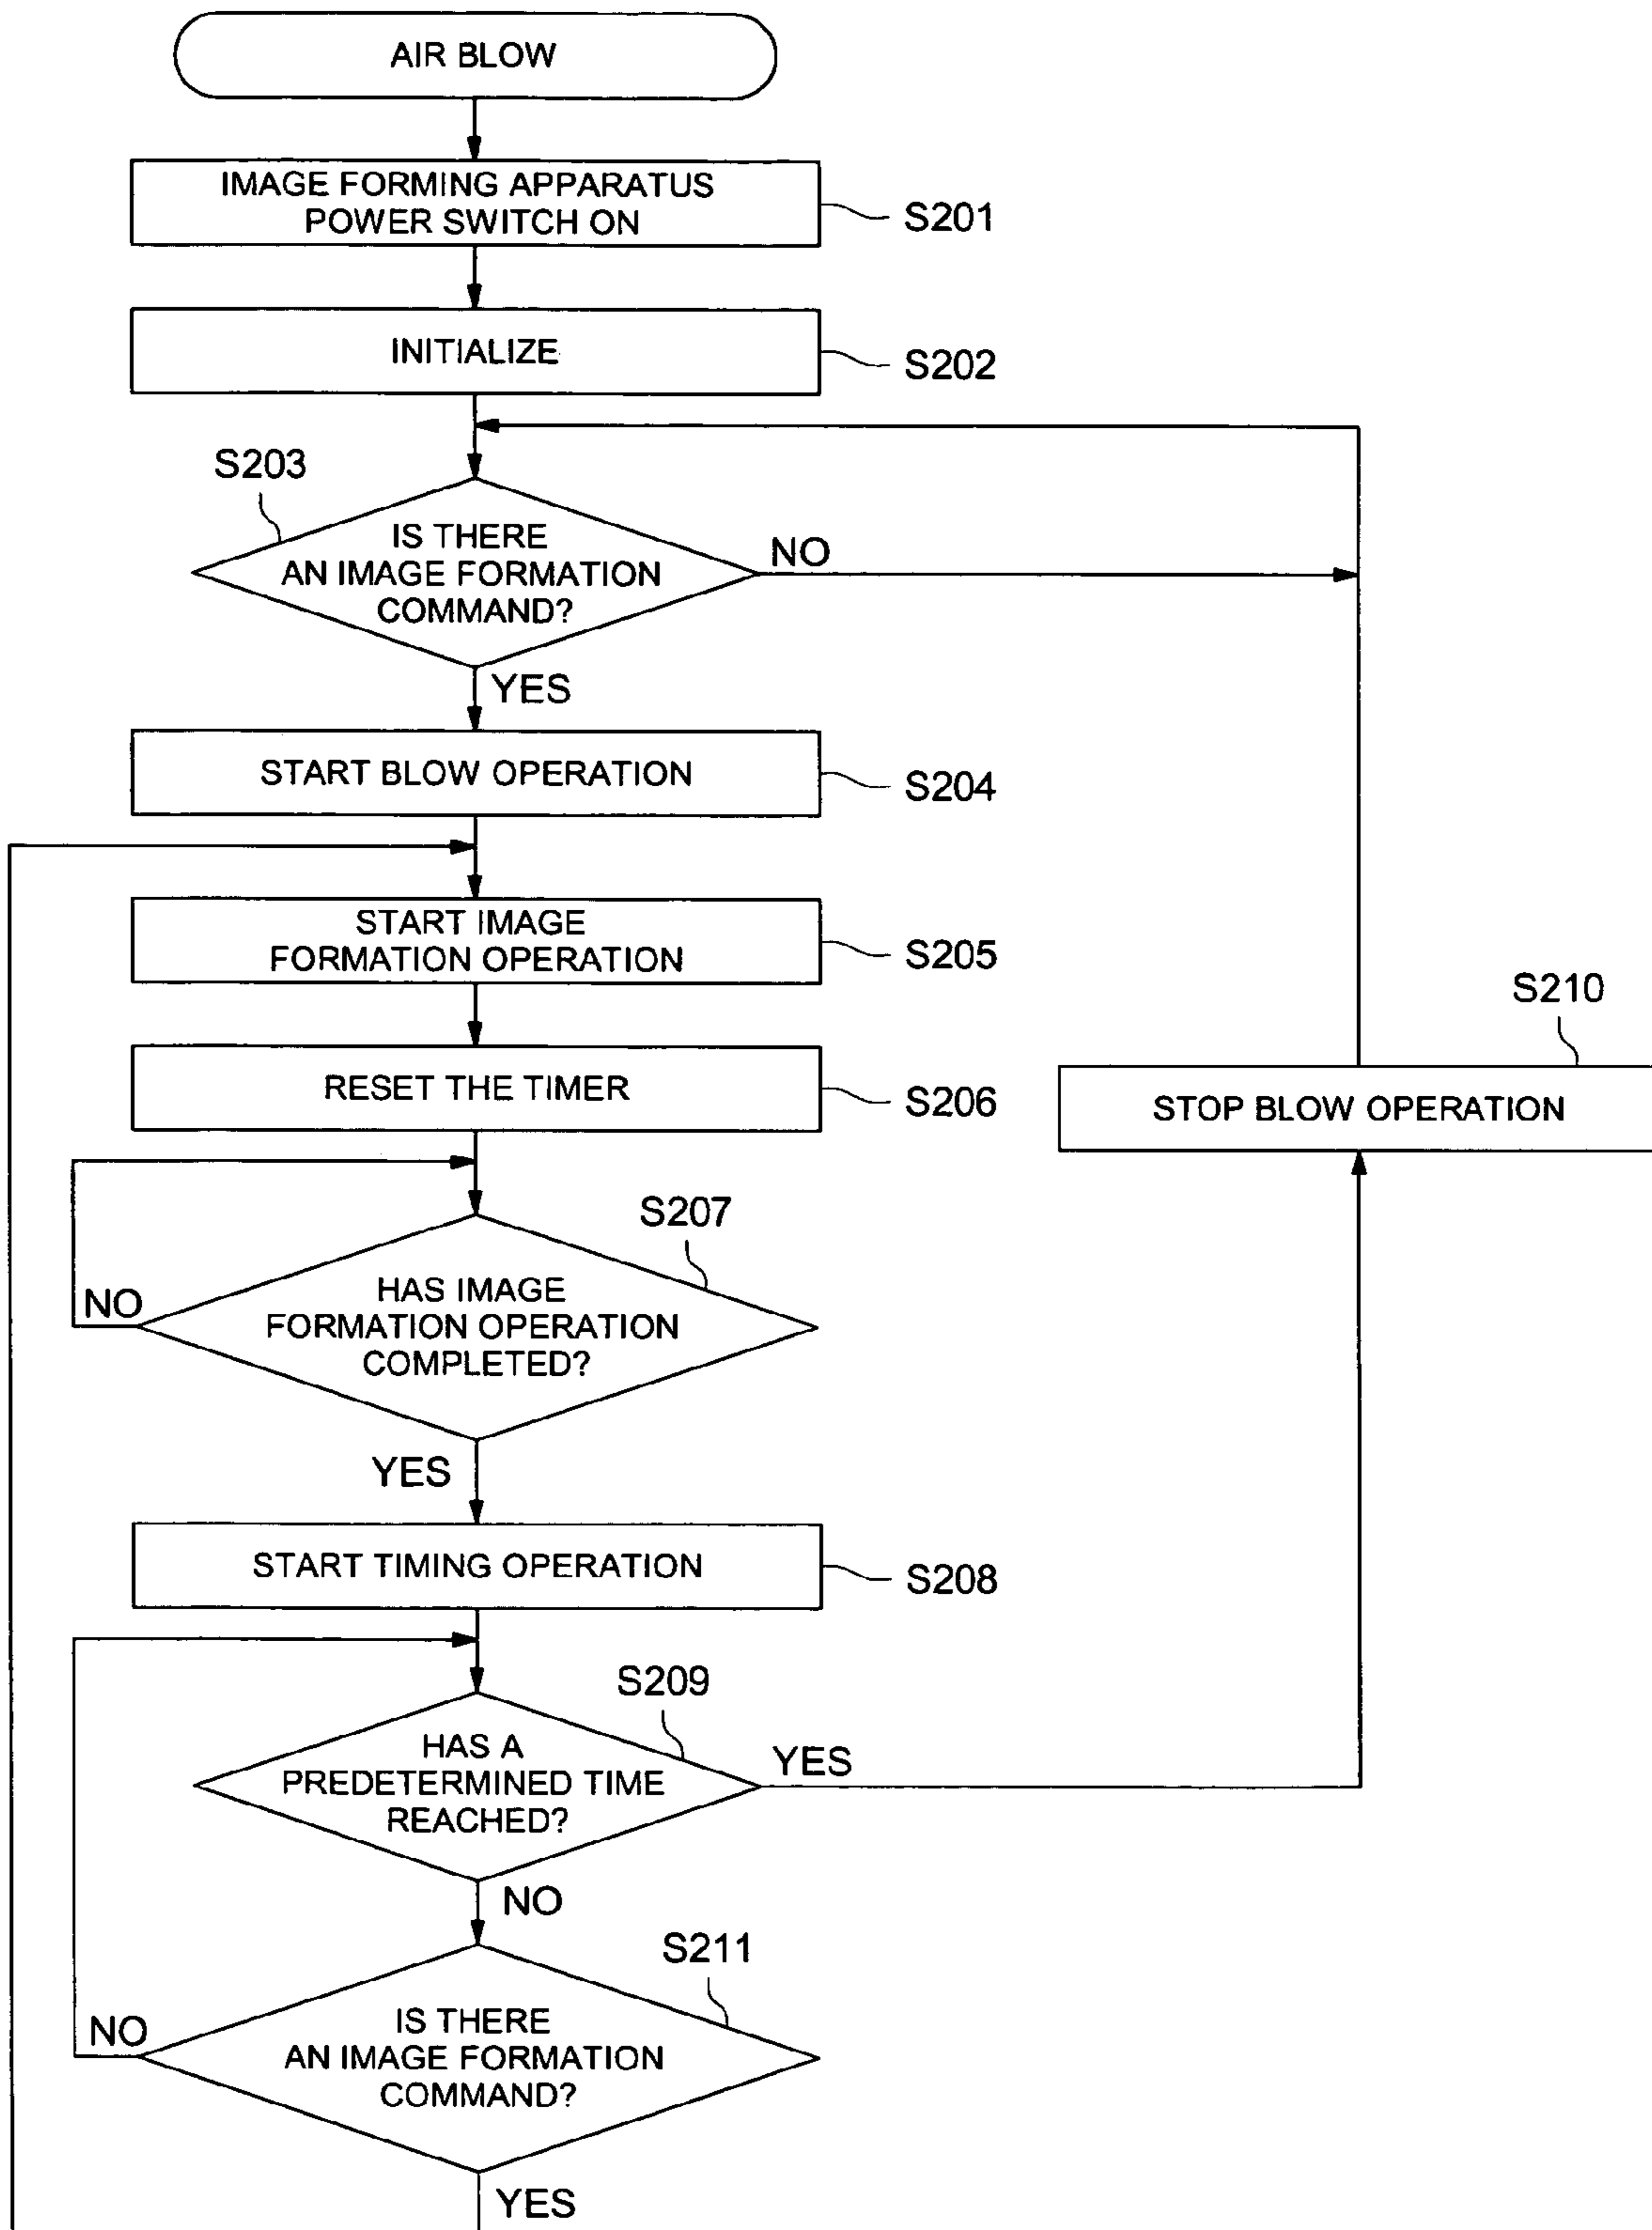 AIR BLOW
IMAGE FORMING APPARATUS
POWER SWITCH ON
S201
INITIALIZE
S202
S203
IS THERE
AN IMAGE FORMATION
COMMAND?
NO
YES
START BLOW OPERATION
S204
START IMAGE
FORMATION OPERATION
S205
S210
RESET THE TIMER
S206
STOP BLOW OPERATION
S207
HAS IMAGE
FORMATION OPERATION
COMPLETED?
NO
YES
START TIMING OPERATION
S208
S209
HAS A
PREDETERMINED TIME
REACHED?
YES
NO
S211
IS THERE
AN IMAGE FORMATION
COMMAND?
NO
YES